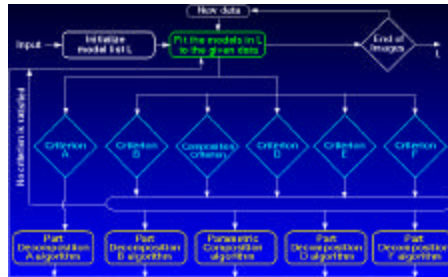 New data
Input
Initialize
model list L
Fit the models in L
to the given data
End of
Images
L
No criterion is satisfied
Criterion
A
Criterion
B
Composition
criterion
Criterion
D
Criterion
E
Criterion
F
Part
Decomposition
A algorithm
Part
Decomposition
B algorithm
Parametric
Composition
algorithm
Part
Decomposition
D algorithm
Part
Decomposition
F algorithm